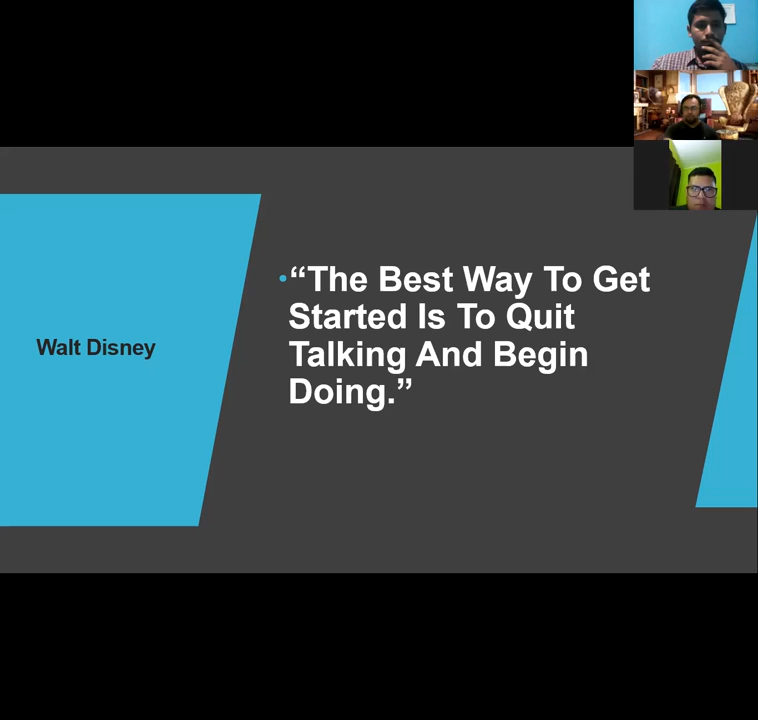 Walt Disney
•“The Best Way To Get
Started Is To Quit
Talking And Begin
Doing.”